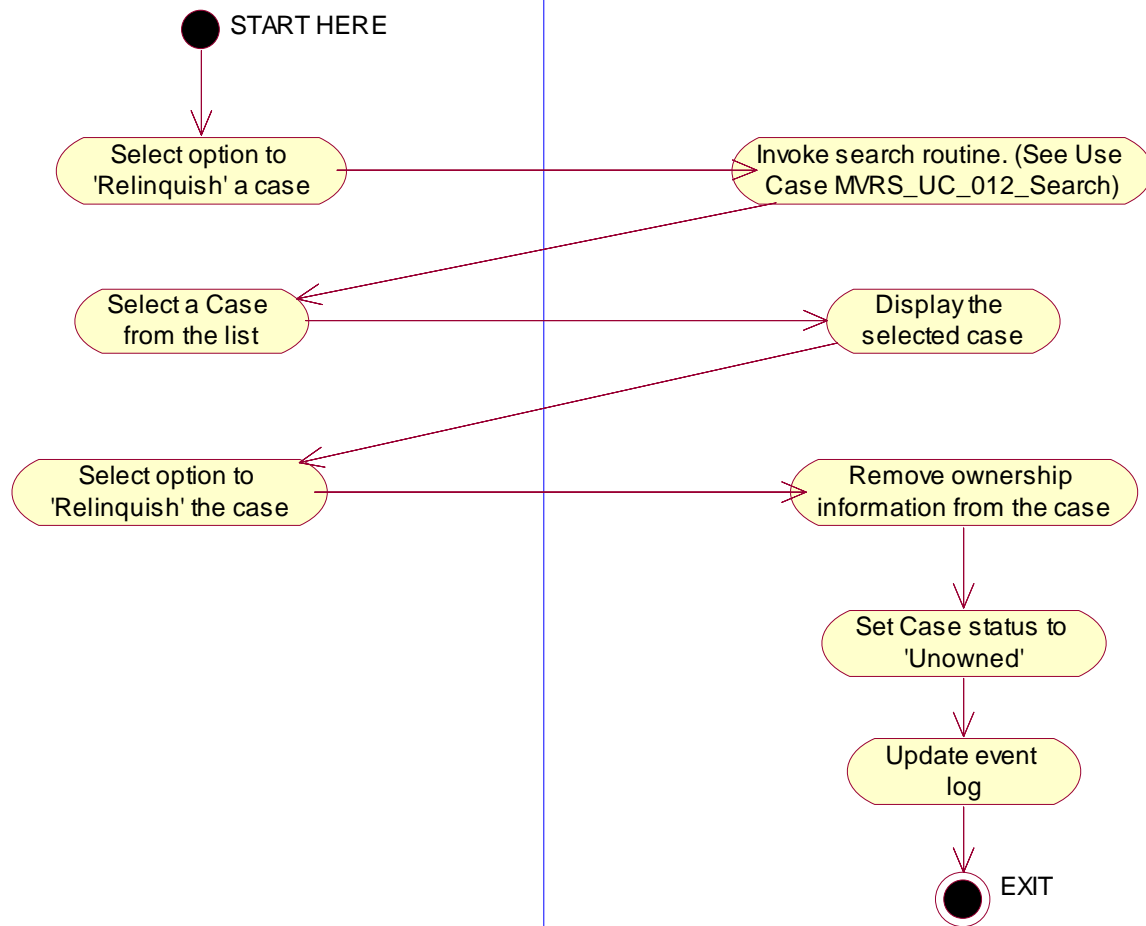 START HERE
Select option to
'Relinquish' a case
Invoke search routine. (See Use
Case MVRS_UC_012_Search)
Select a Case
from the list
Display the
selected case
Select option to
'Relinquish' the case
Remove ownership
information from the case
Set Case status to
'Unowned'
Update event
log
EXIT